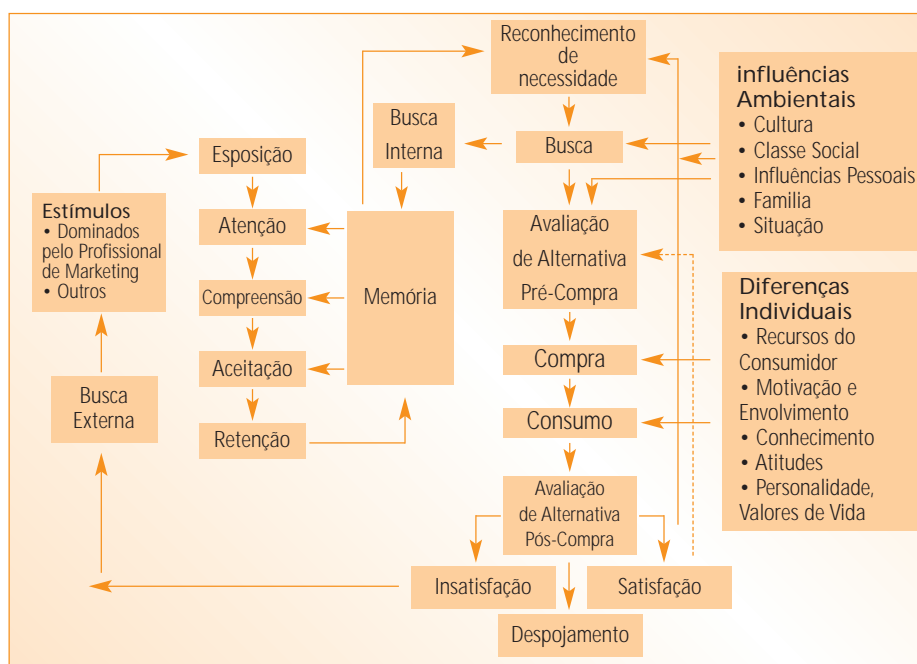 Reconhecimento
de
necessidade
Busca
Interna
Busca
Esposição
Estímulos
• Dominados
pelo Profissional
de Marketing
• Outros
Atenção
Compreensão
Aceitação
Retenção
Memória
Busca
Externa
Avaliação
de Alternativa
Pré-Compra
Compra
Consumo
Avaliação
de Alternativa
Pós-Compra
Insatisfação
Satisfação
Despojamento
influências
Ambientais
• Cultura
• Classe Social
• Influências Pessoais
• Familia
• Situação
Diferenças
Individuais
• Recursos do
Consumidor
• Motivação e
Envolvimento
• Conhecimento
• Atitudes
• Personalidade,
Valores de Vida